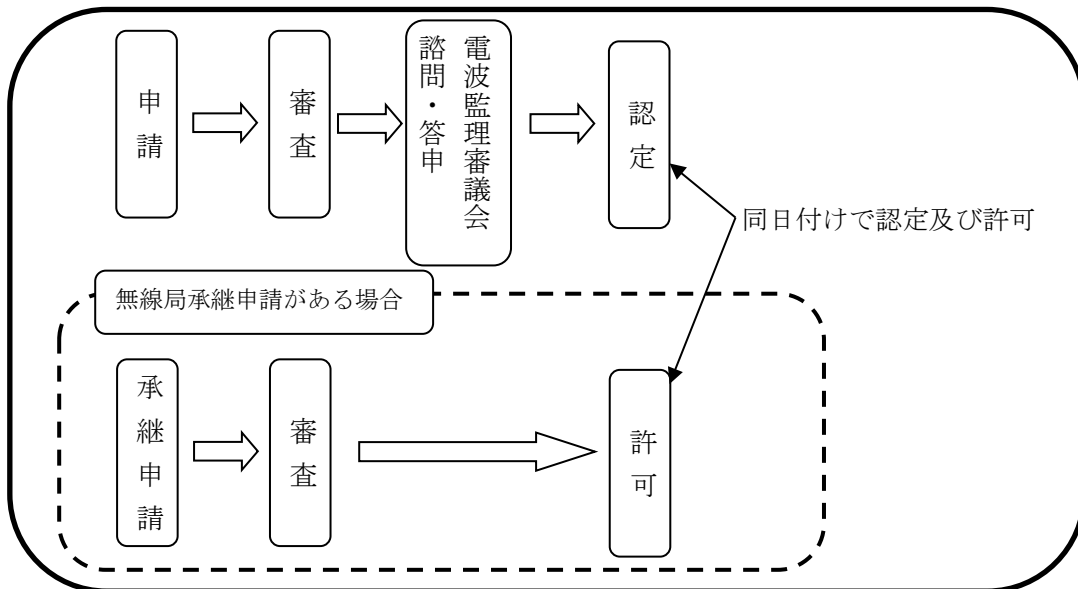 申請
審査
電波監理審議会
諮問・答申
認定
同日付けで認定及び許可
無線局承継申請がある場合
承継申請
審査
許可